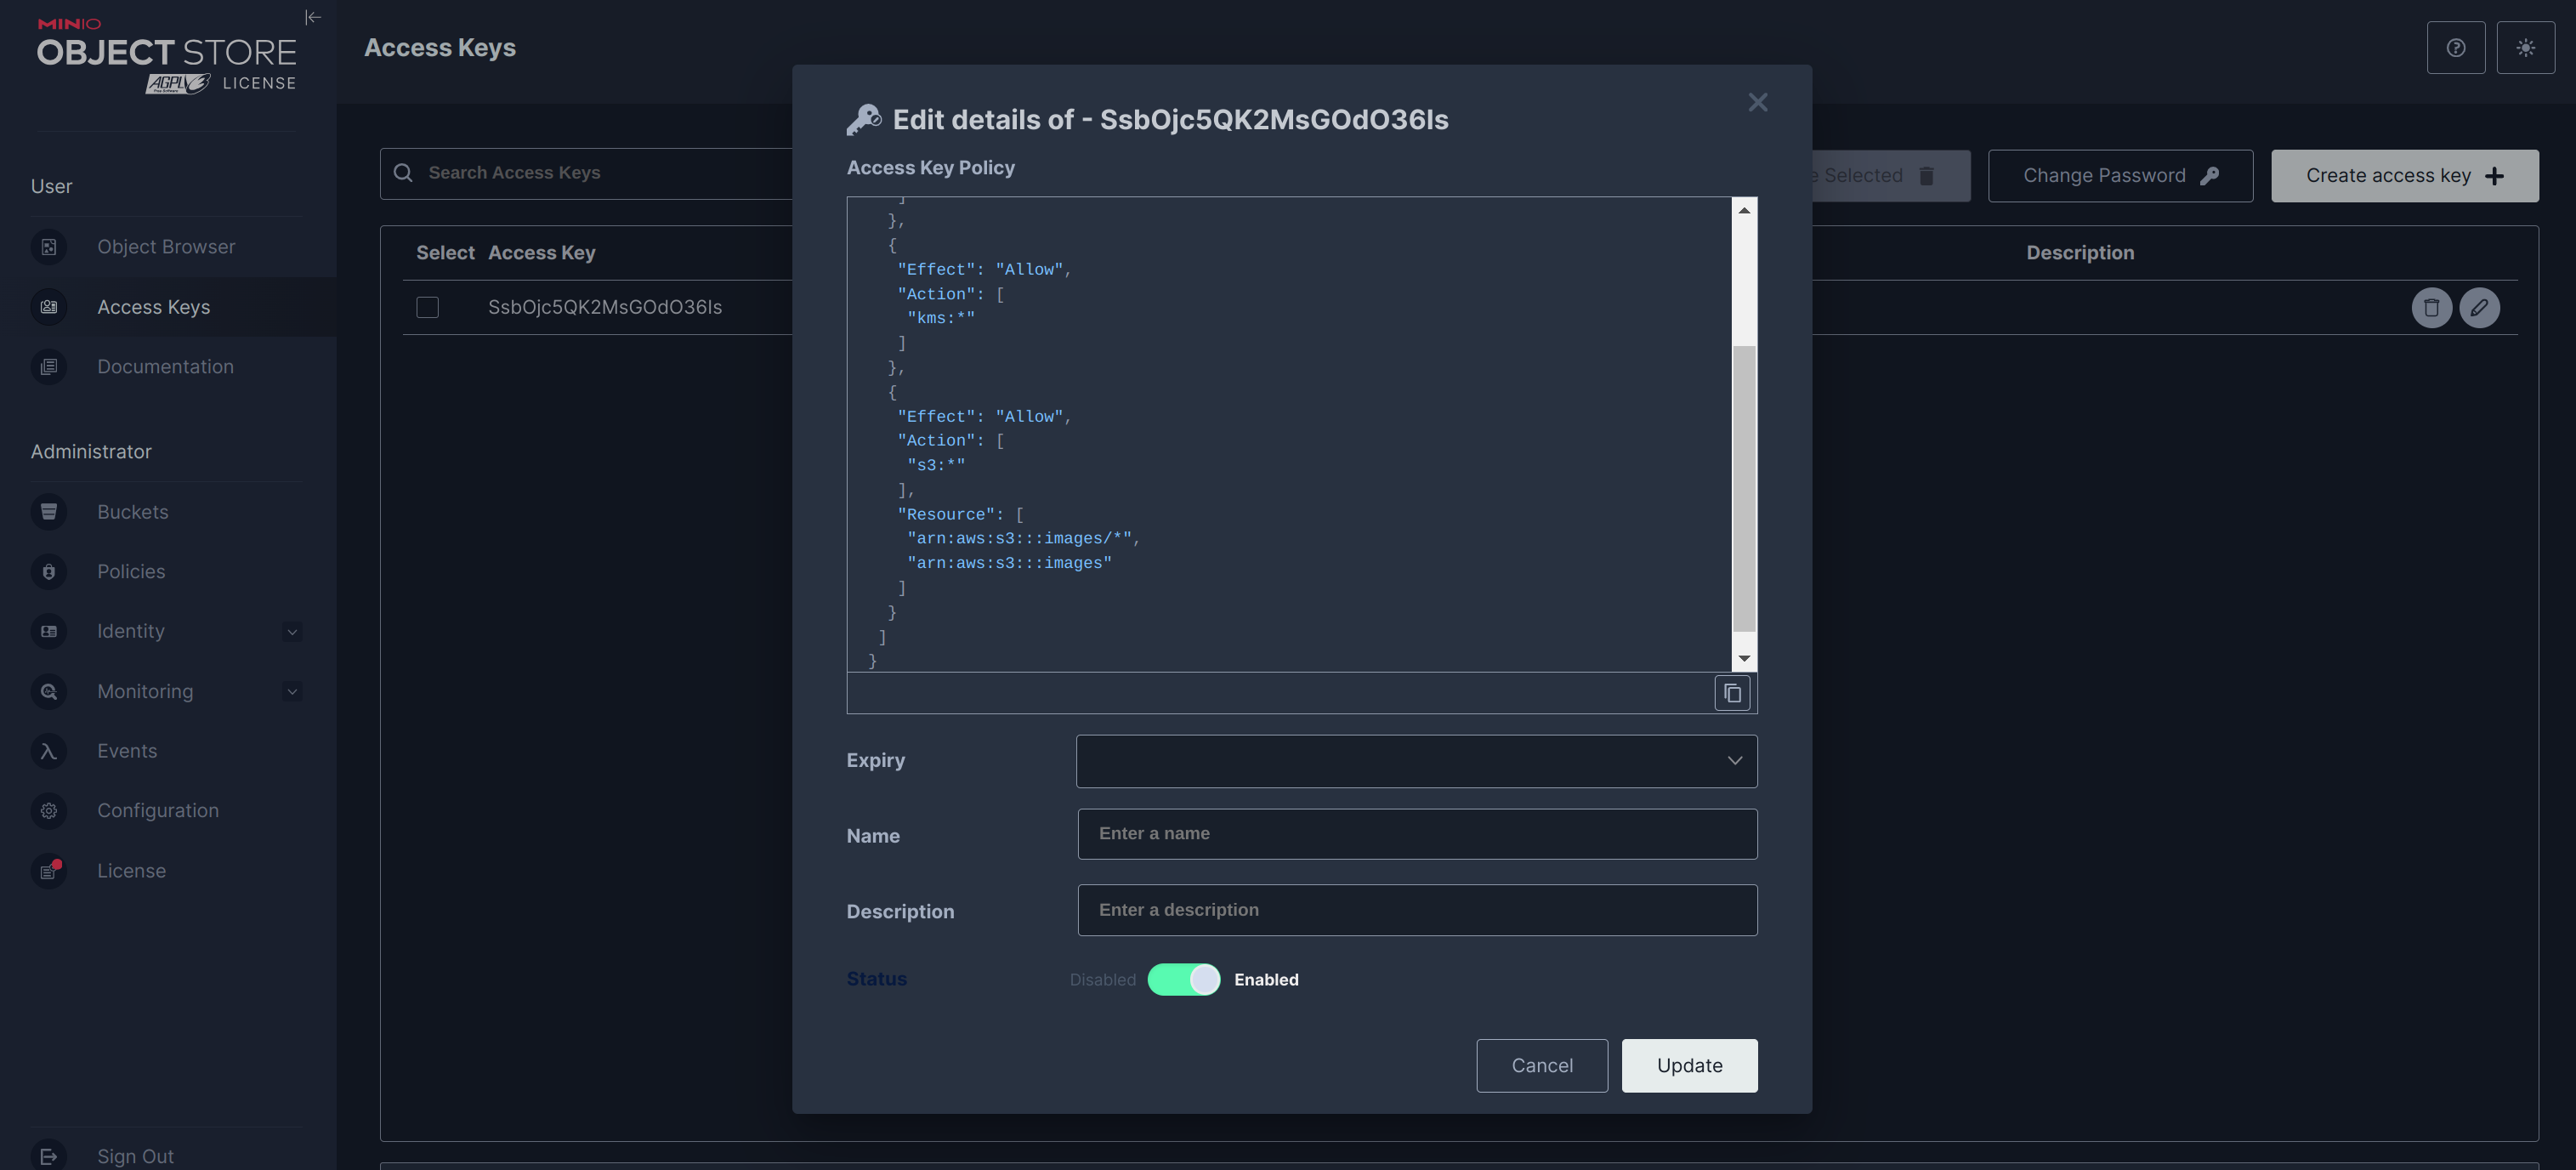 MINIO
OBJECT STORE
AGPL LICENSE
User
Object Browser
Access Keys
Documentation
Administrator
Buckets
Policies
Identity
Monitoring
Events
Configuration
License
Sign Out
Access Keys
Search Access Keys
Selected
Change Password
Create access key
Select Access Key Description
SsbOjc5QK2MsGOdO36Is
Edit details of - SsbOjc5QK2MsGOdO36Is
Access Key Policy
]
},
{
"Effect": "Allow",
"Action": [
"kms:*"
]
},
{
"Effect": "Allow",
"Action": [
"s3:*"
],
"Resource": [
"arn:aws:s3:::images/*",
"arn:aws:s3:::images"
]
}
]
}
Expiry
Name Enter a name
Description Enter a description
Status Disabled Enabled
Cancel Update